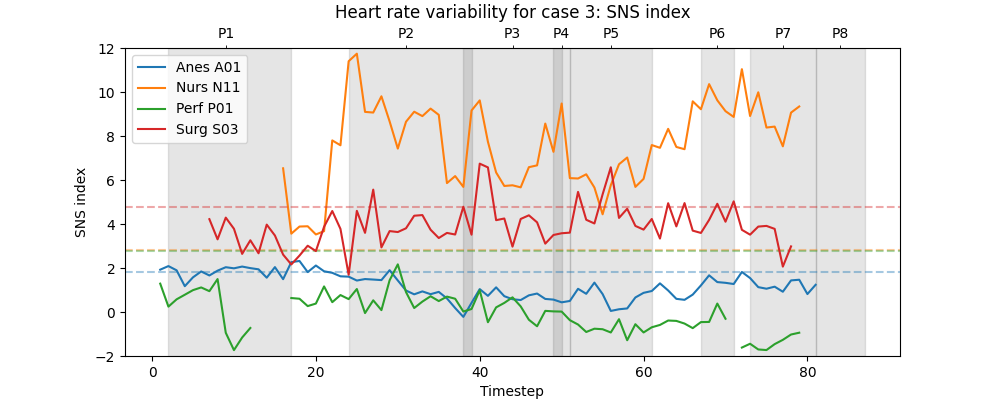 Heart rate variability for case 3: SNS index
P1 P2 P3 P4 P5 P6 P7 P8
Anes A01
Nurs N11
Perf P01
Surg S03
12
10
8
6
4
2
0
−2
SNS index
0 20 40 60 80
Timestep